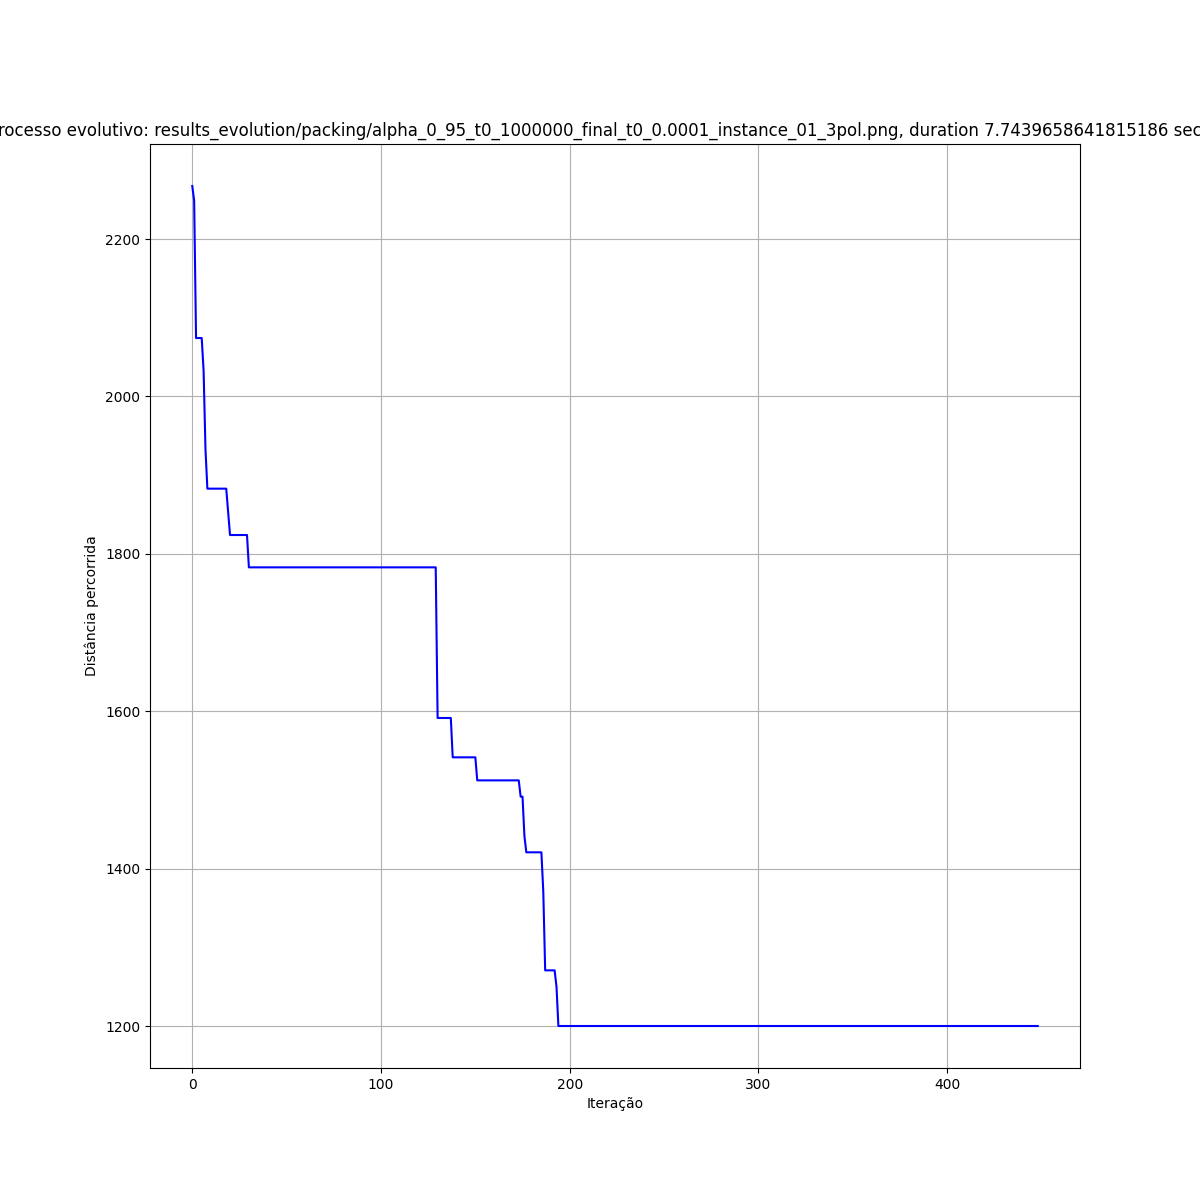 rocesso evolutivo: results_evolution/packing/alpha_0_95_t0_1000000_final_t0_0.0001_instance_01_3pol.png, duration 7.7439658641815186 sec
2200
2000
1800
1600
1400
1200
Distância percorrida
0 100 200 300 400
Iteração